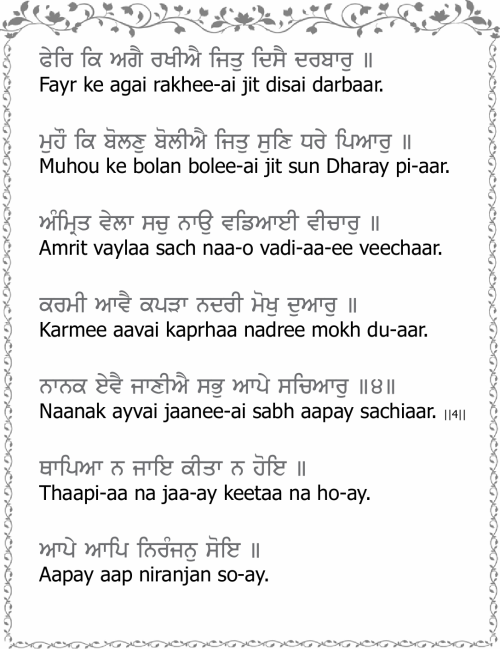 ਫੇਰਿ ਕਿ ਅਗੈ ਰਖੀਐ ਜਿਤੁ ਦਿਸੈ ਦਰਬਾਰੁ ॥
Fayr ke agai rakhee-ai jit disai darbaar.
ਮੁਹੌ ਕਿ ਬੋਲਣੁ ਬੋਲੀਐ ਜਿਤੁ ਸੁਣਿ ਧਰੇ ਪਿਆਰੁ ॥
Muhou ke bolan bolee-ai jit sun Dharay pi-aar.
ਅੰਮ੍ਰਿਤ ਵੇਲਾ ਸਚੁ ਨਾਉ ਵਡਿਆਈ ਵੀਚਾਰੁ ॥
Amrit vaylaa sach naa-o vadi-aa-ee veechaar.
ਕਰਮੀ ਆਵੈ ਕਪੜਾ ਨਦਰੀ ਮੋਖੁ ਦੁਆਰੁ ॥
Karmee aavai kaprhaa nadree mokh du-aar.
ਨਾਨਕ ਏਵੈ ਜਾਣੀਐ ਸਭੁ ਆਪੇ ਸਚਿਆਰੁ ॥੪॥
Naanak ayvai jaanee-ai sabh aapay sachiaar. ||4||
ਥਾਪਿਆ ਨ ਜਾਇ ਕੀਤਾ ਨ ਹੋਇ ॥
Thaapi-aa na jaa-ay keetaa na ho-ay.
ਆਪੇ ਆਪਿ ਨਿਰੰਜਨੁ ਸੋਇ ॥
Aapay aap niranjan so-ay.